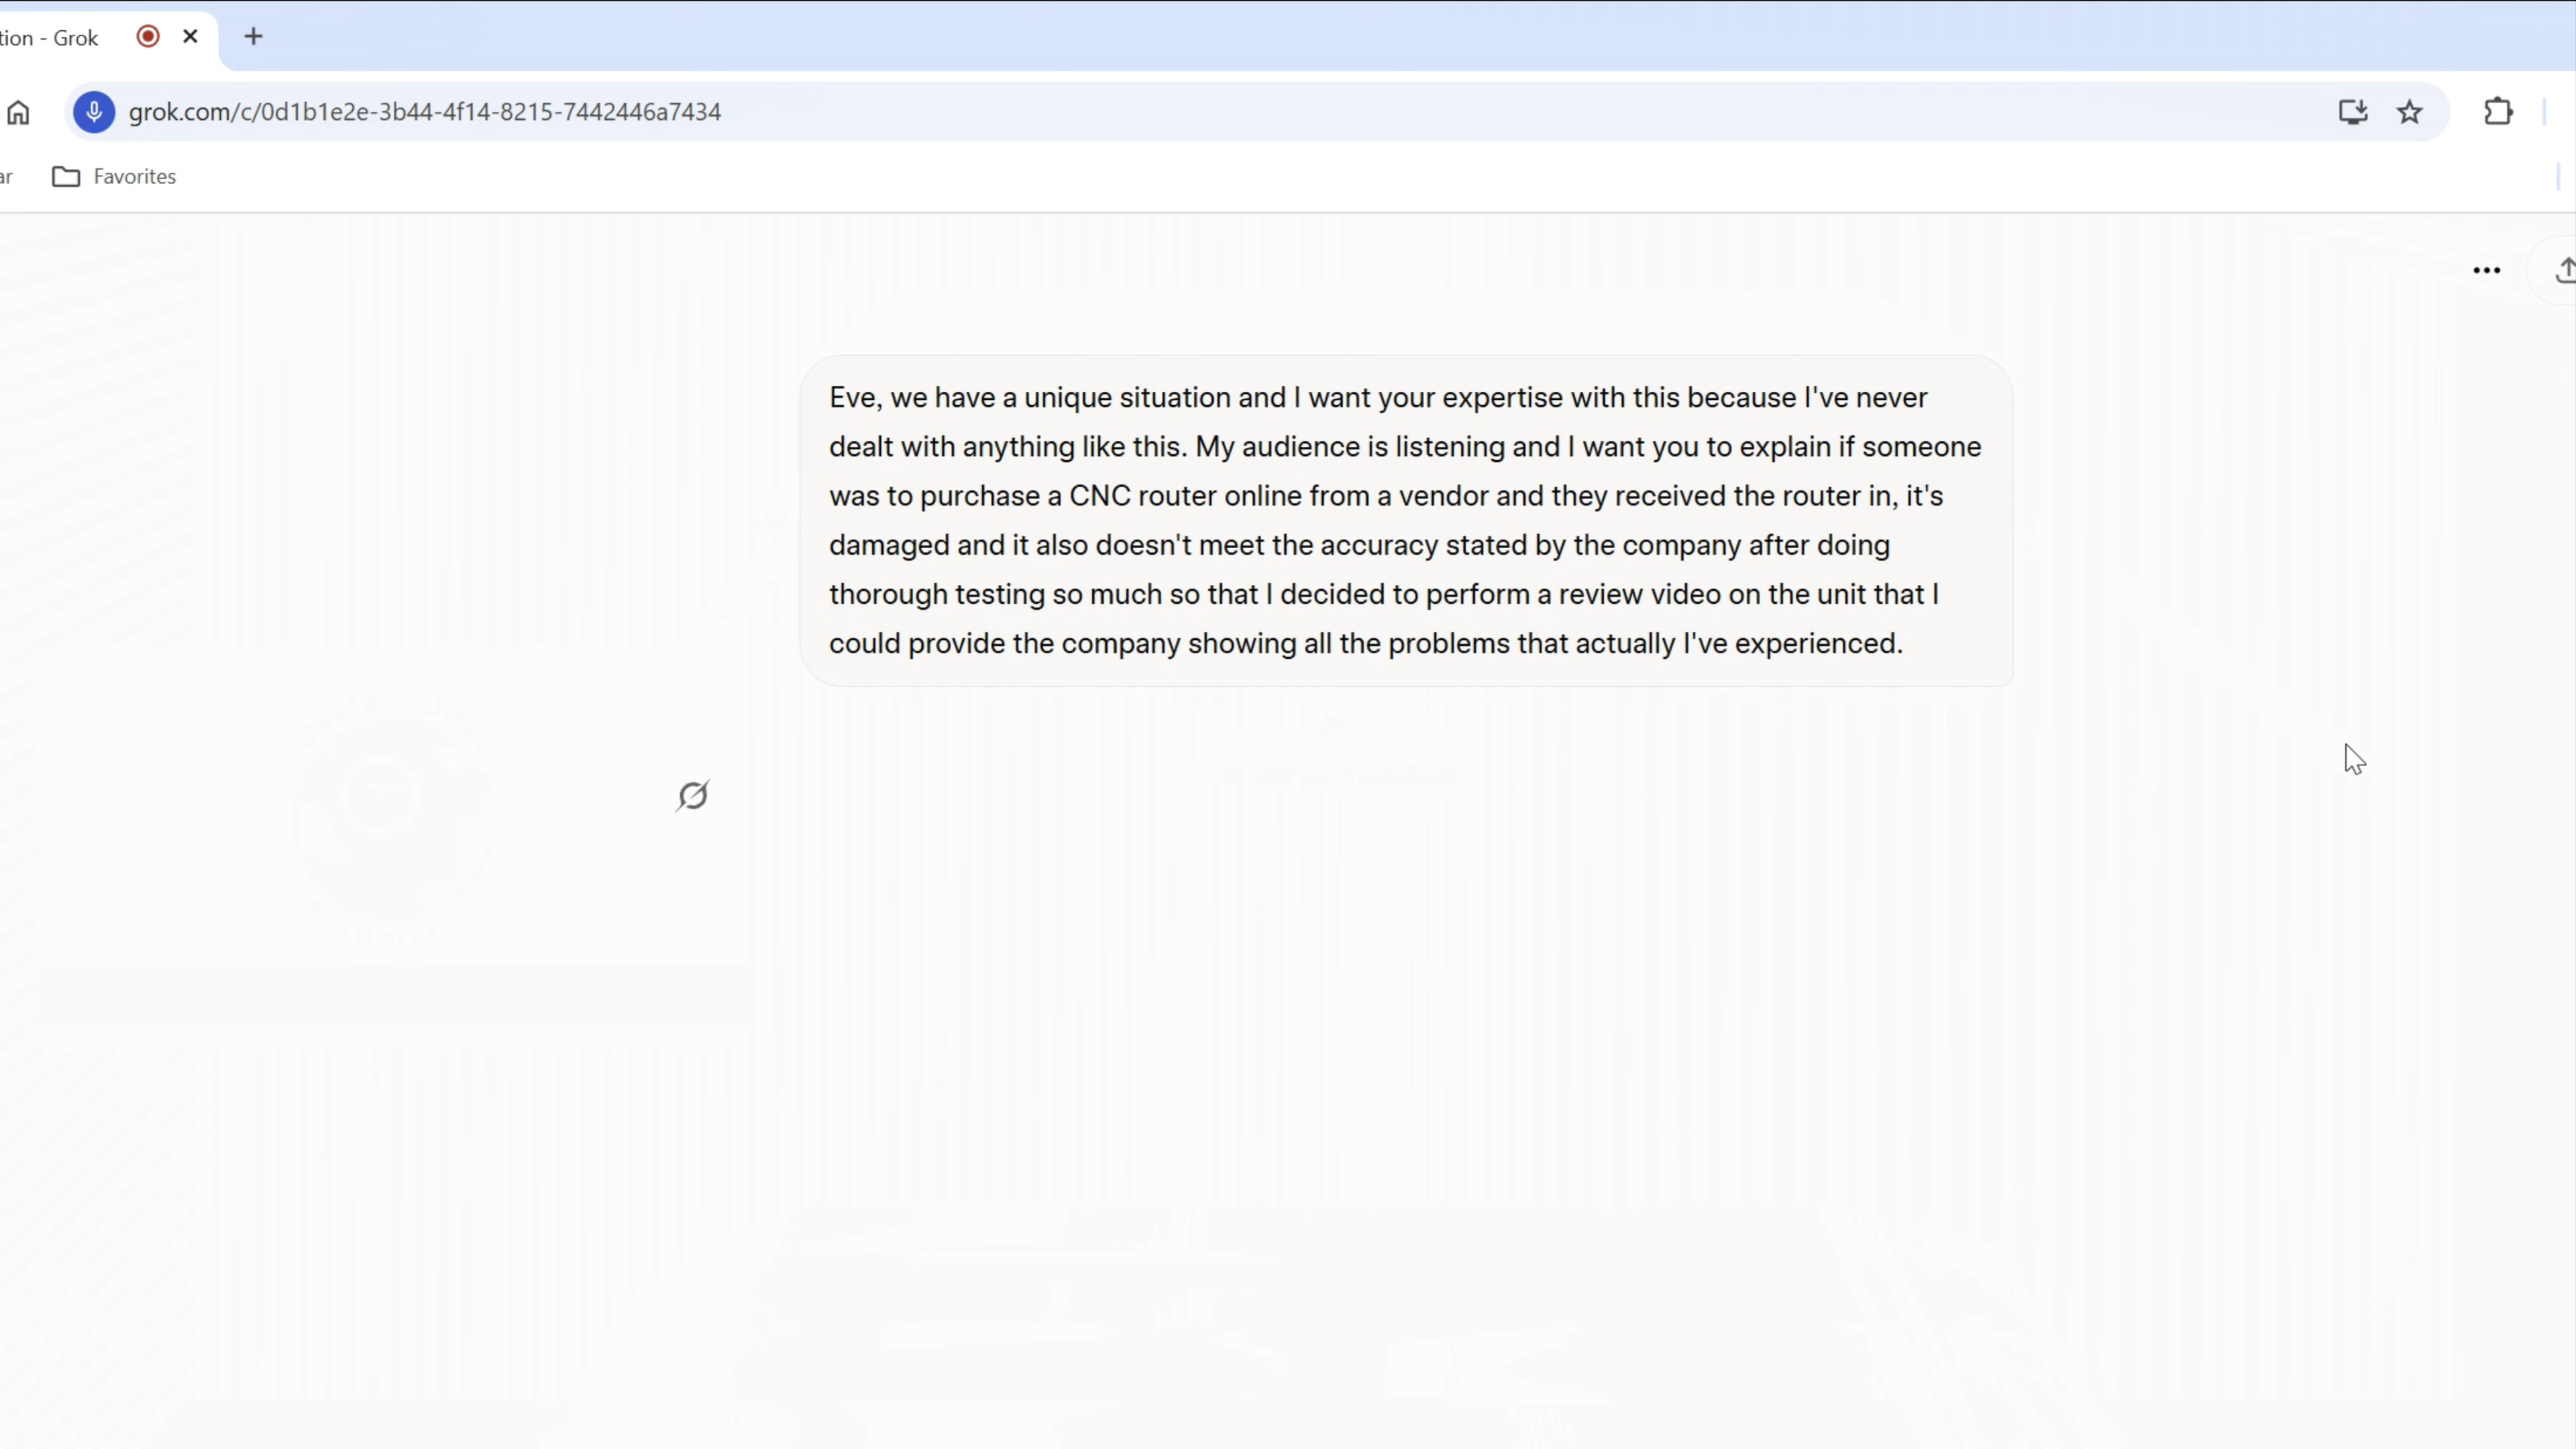 tion - Grok
grok.com/c/0d1b1e2e-3b44-4f14-8215-7442446a7434
ar
Favorites
Eve, we have a unique situation and I want your expertise with this because I've never
dealt with anything like this. My audience is listening and I want you to explain if someone
was to purchase a CNC router online from a vendor and they received the router in, it's
damaged and it also doesn't meet the accuracy stated by the company after doing
thorough testing so much so that I decided to perform a review video on the unit that I
could provide the company showing all the problems that actually I've experienced.